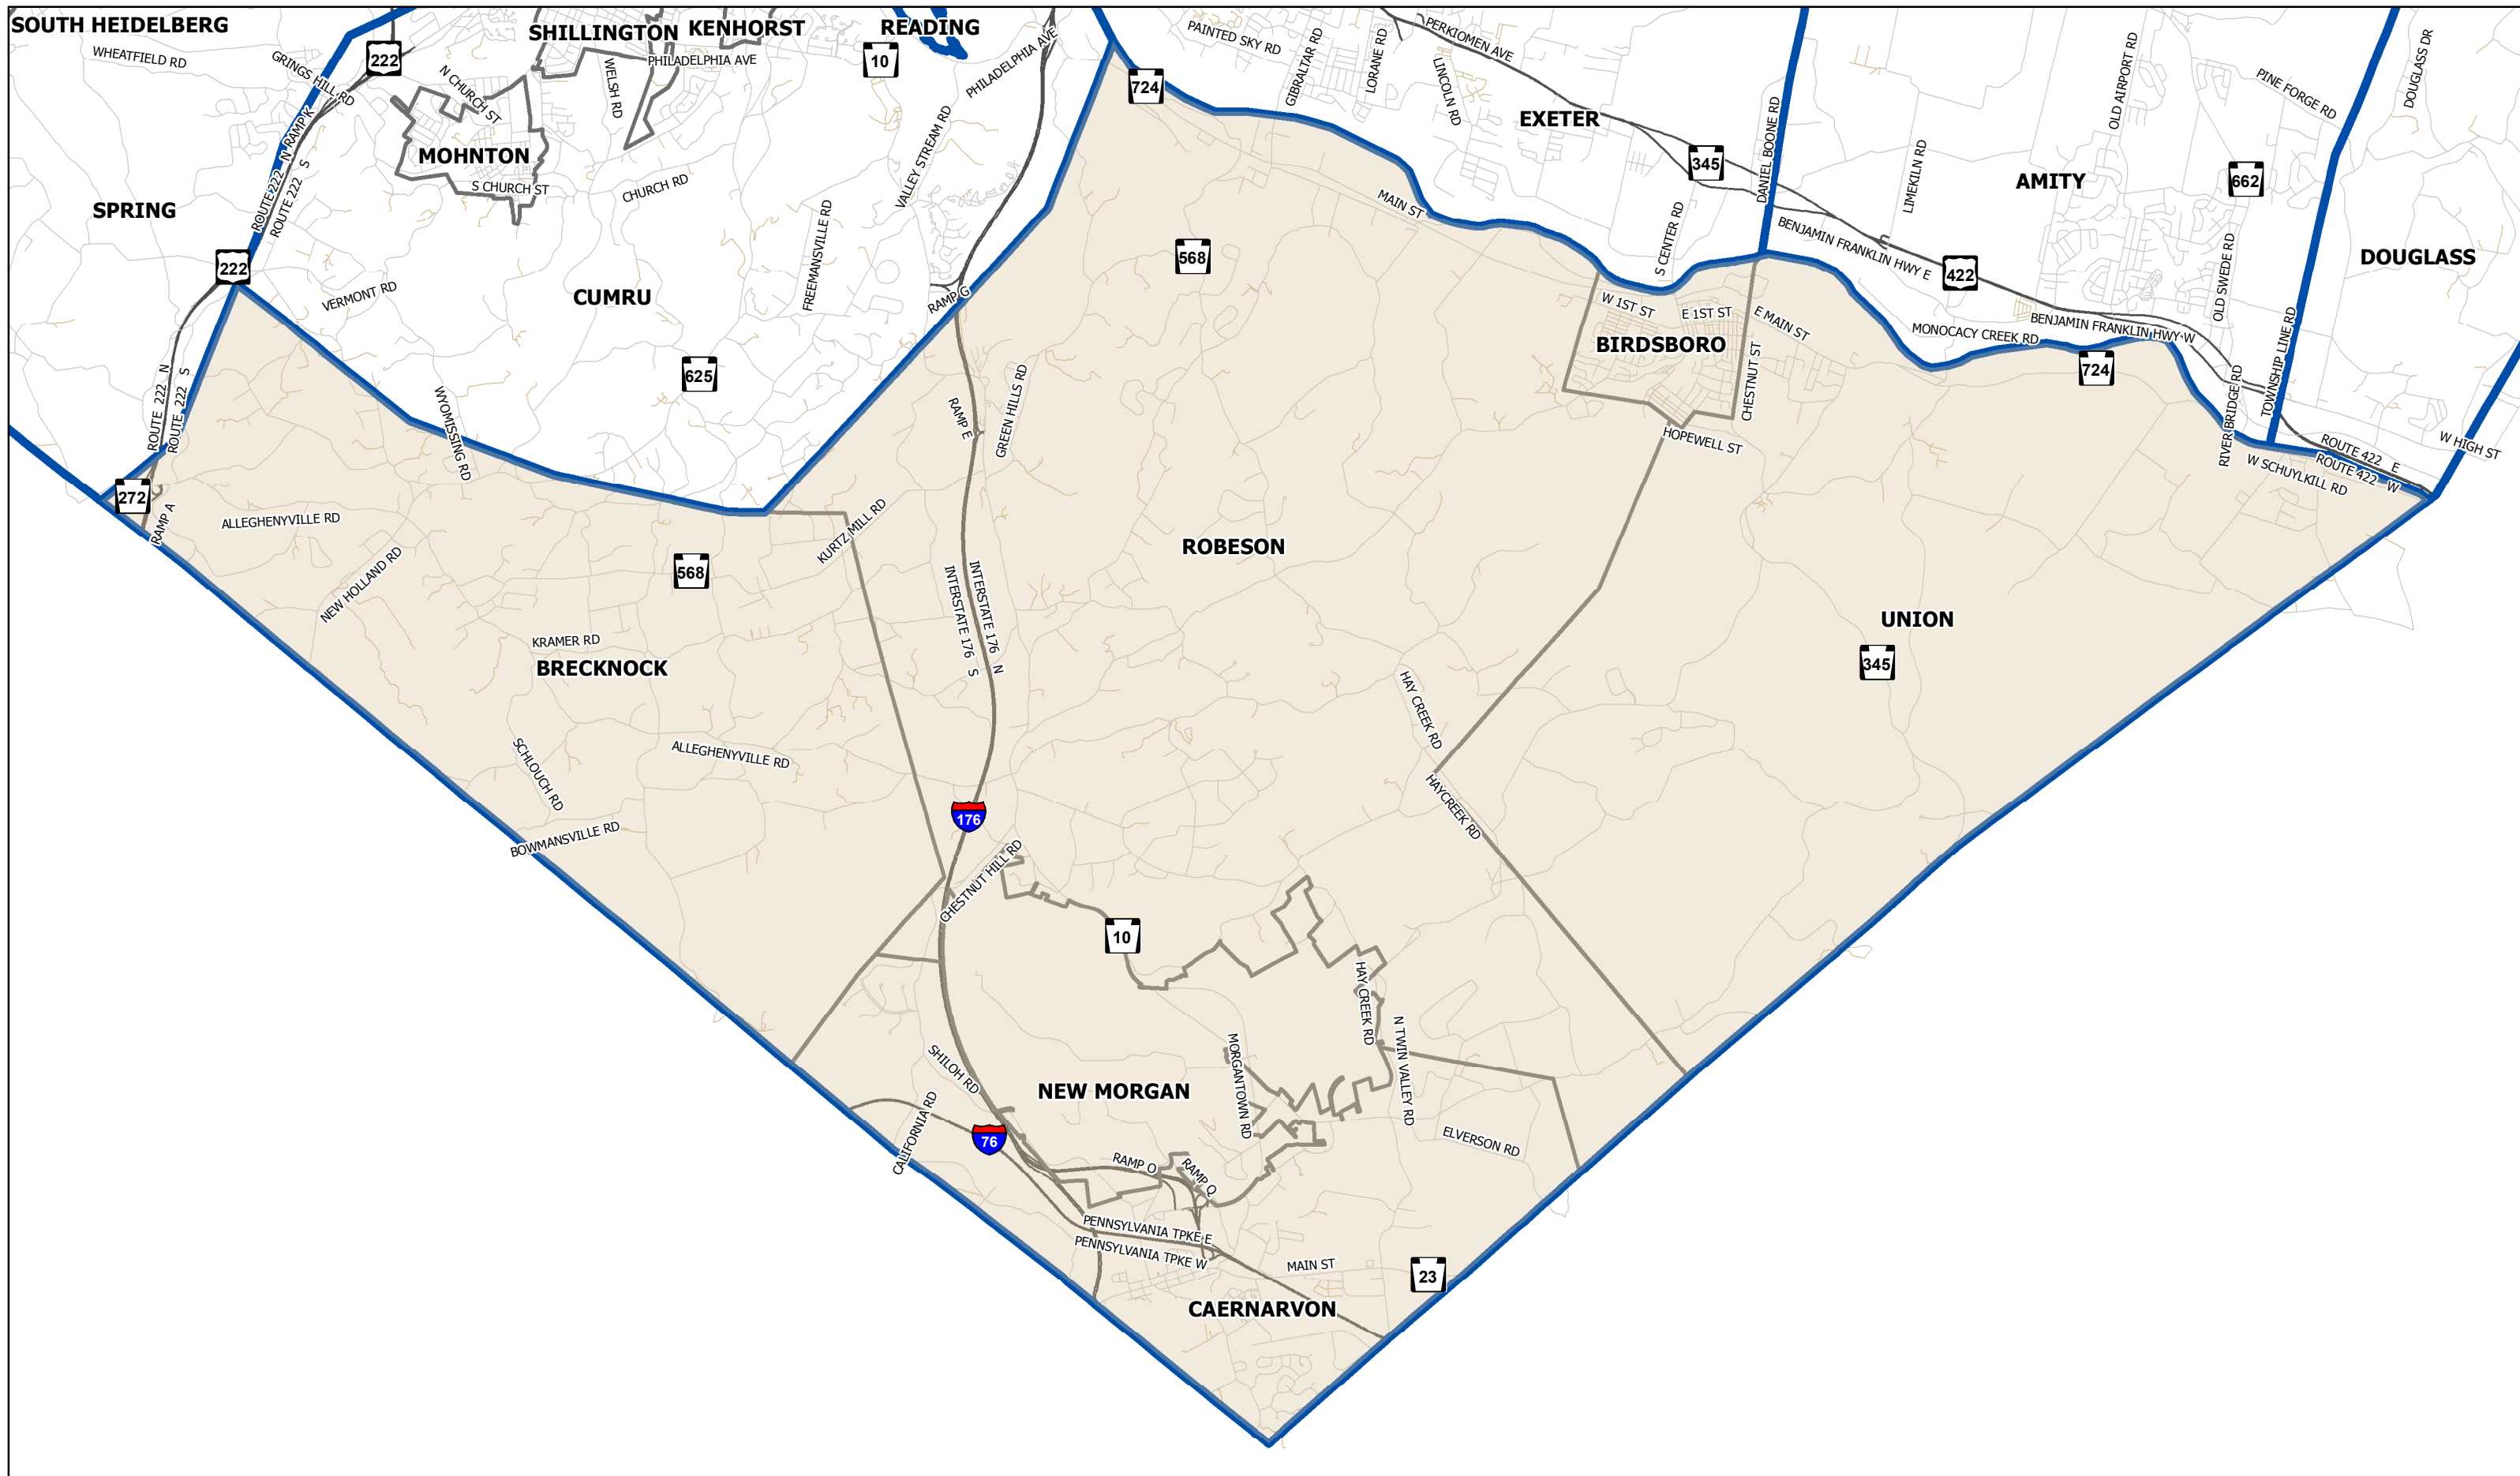 SOUTH HEIDELBERG
SHILLINGTON
KENHORST
READING
WHEATFIELD RD
GRINGS HILL RD
222
N CHURCH ST
WELSH RD
PHILADELPHIA AVE
10
PHILADELPHIA AVE
724
PAINTED SKY RD
GIBRALTAR RD
LORANE RD
PERKIOMEN AVE
LINCOLN RD
EXETER
345
DANIEL BOONE RD
OLD AIRPORT RD
PINE FORGE RD
DOUGLASS DR
LIMEKILN RD
AMITY
662
DOUGLASS
MOHNTON
S CHURCH ST
CHURCH RD
VALLEY STREAM RD
FREEMANSVILLE RD
SPRING
ROUTE 222 N RAMP K
ROUTE 222 S
222
VERMONT RD
CUMRU
625
RAMP G
568
MAIN ST
S CENTER RD
BENJAMIN FRANKLIN HWY E
422
OLD SWEDE RD
W 1ST ST
E 1ST ST
E MAIN ST
BIRDSBORO
CHESTNUT ST
HOPEWELL ST
MONOCACY CREEK RD
BENJAMIN FRANKLIN HWY W
724
TOWNSHIP LINE RD
RIVER BRIDGE RD
ROUTE 422 E
ROUTE 422 W
W HIGH ST
W SCHUYLKILL RD
ROUTE 222 N
ROUTE 222 S
WYOMISSING RD
RAMP E
GREEN HILLS RD
272
RAMP A
ALLEGHENYVILLE RD
NEW HOLLAND RD
568
KURTZ MILL RD
INTERSTATE 176 N
INTERSTATE 176 S
ROBESON
UNION
345
KRAMER RD
BRECKNOCK
HAY CREEK RD
SCHLOUCH RD
ALLEGHENYVILLE RD
BOWMANSVILLE RD
176
HAYCREEK RD
CHESTNUT HILL RD
10
HAY CREEK RD
SHILOH RD
NEW MORGAN
MORGANTOWN RD
N TWIN VALLEY RD
CALIFORNIA RD
76
ELVERSON RD
RAMP O
RAMP Q
PENNSYLVANIA TPKE E
PENNSYLVANIA TPKE W
MAIN ST
23
CAERNARVON